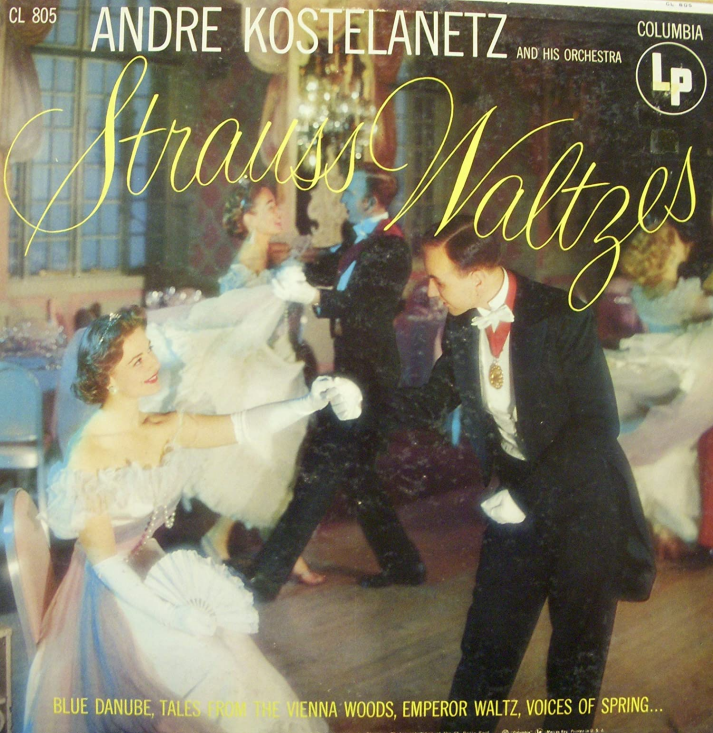 CL 805
ANDRE KOSTELANETZ AND HIS ORCHESTRA
COLUMBIA
Lp
Strauss Waltzes
BLUE DANUBE, TALES FROM THE VIENNA WOODS, EMPEROR WALTZ, VOICES OF SPRING...